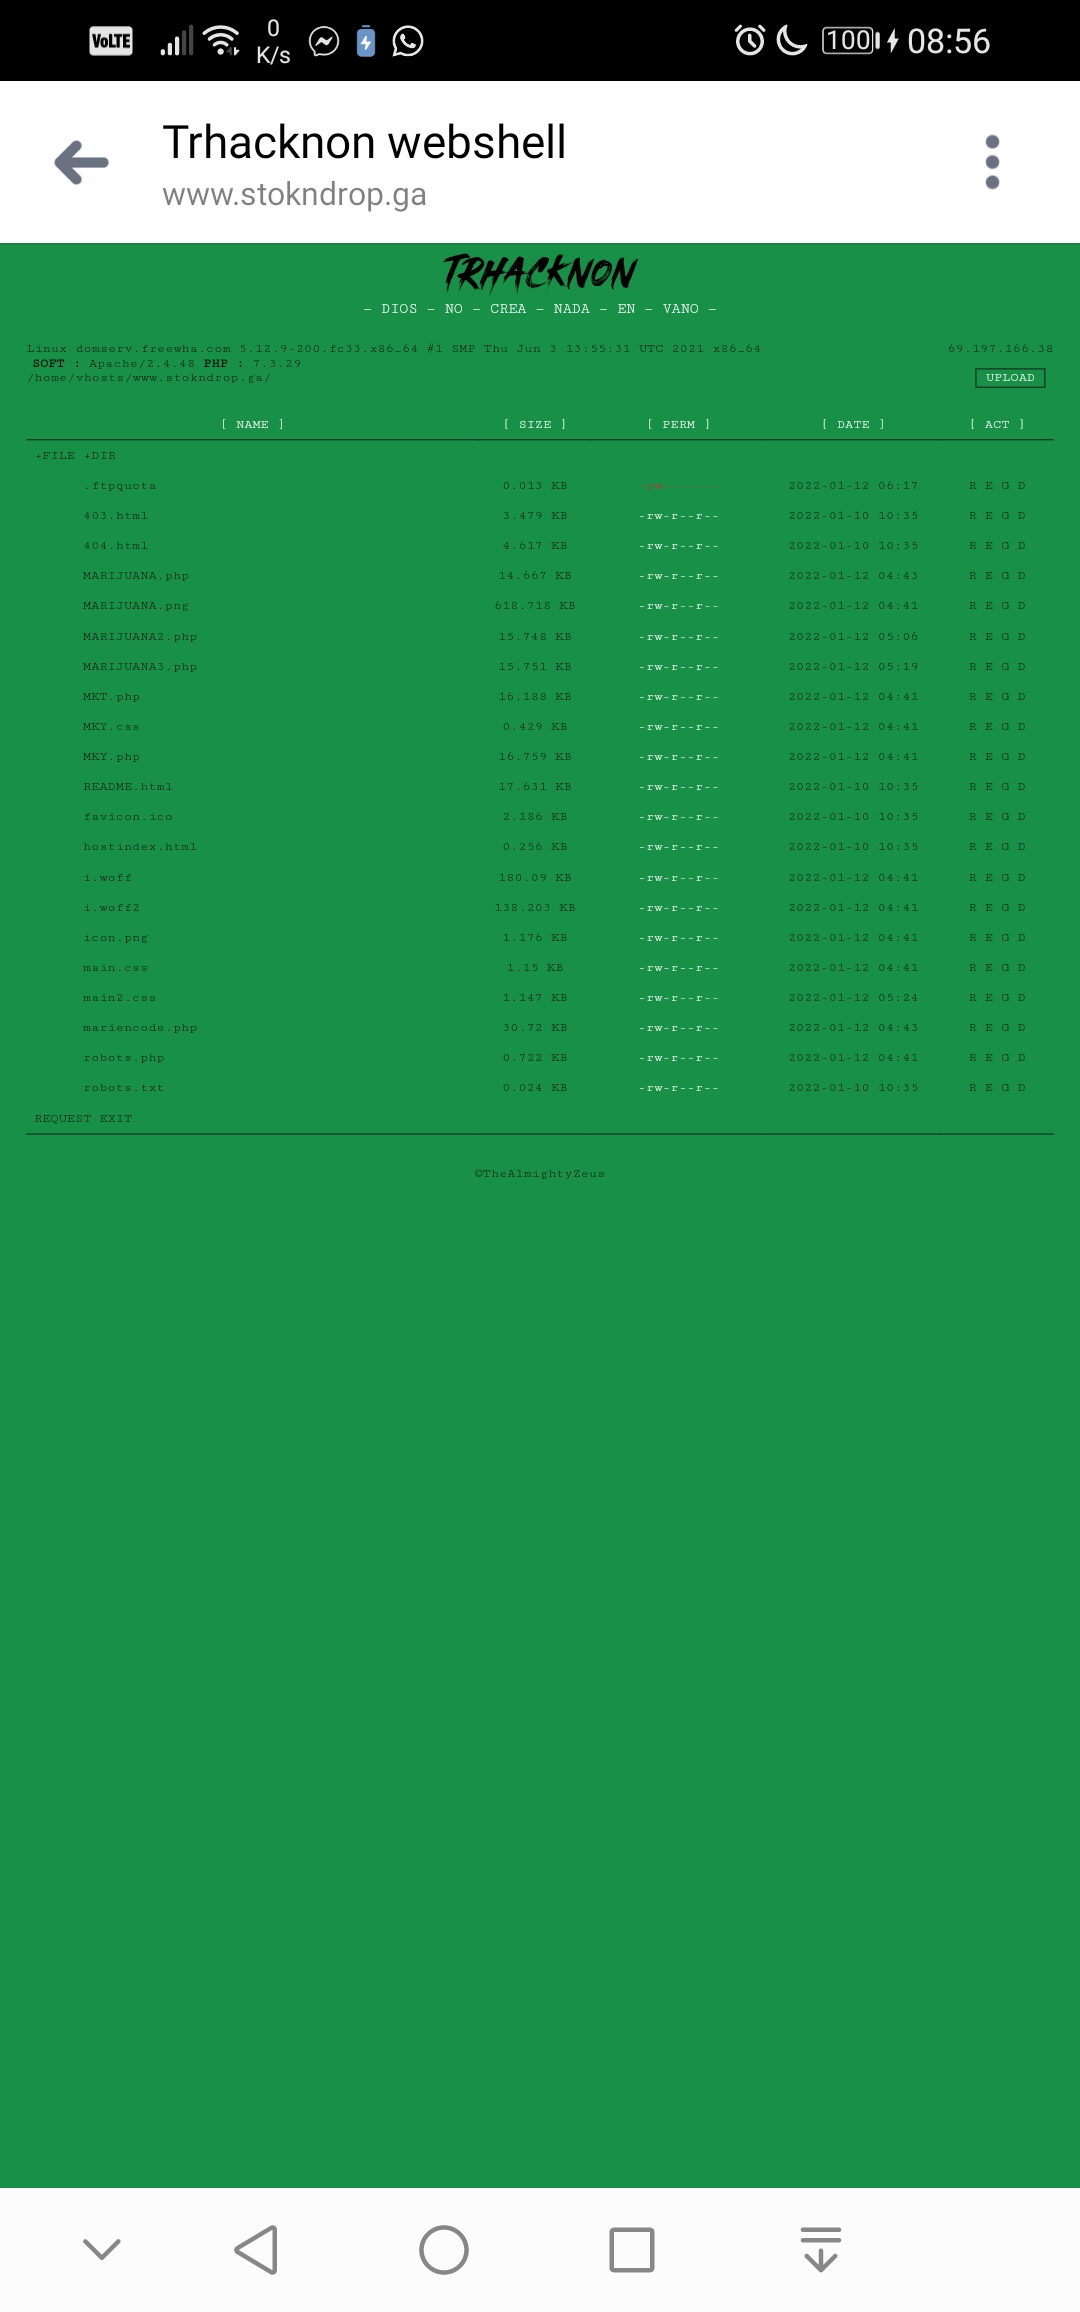 VoLTE 0 K/s 100 08:56
Trhacknon webshell
www.stokndrop.ga
TRHACKNON
– DIOS – NO – CREA – NADA – EN – VANO –
Linux domserv.freewha.com 5.12.9-200.fc33.x86_64 #1 SMP Thu Jun 3 13:55:31 UTC 2021 x86_64 69.197.166.38
SOFT : Apache/2.4.48 PHP : 7.3.29
/home/vhosts/www.stokndrop.ga/ UPLOAD
[ NAME ] [ SIZE ] [ PERM ] [ DATE ] [ ACT ]
+FILE +DIR
.ftpquota 0.013 KB -rw------- 2022-01-12 06:17 R E G D
403.html 3.479 KB -rw-r--r-- 2022-01-10 10:35 R E G D
404.html 4.617 KB -rw-r--r-- 2022-01-10 10:35 R E G D
MARIJUANA.php 14.667 KB -rw-r--r-- 2022-01-12 04:43 R E G D
MARIJUANA.png 618.718 KB -rw-r--r-- 2022-01-12 04:41 R E G D
MARIJUANA2.php 15.748 KB -rw-r--r-- 2022-01-12 05:06 R E G D
MARIJUANA3.php 15.751 KB -rw-r--r-- 2022-01-12 05:19 R E G D
MKT.php 16.188 KB -rw-r--r-- 2022-01-12 04:41 R E G D
MKY.css 0.429 KB -rw-r--r-- 2022-01-12 04:41 R E G D
MKY.php 16.759 KB -rw-r--r-- 2022-01-12 04:41 R E G D
README.html 17.631 KB -rw-r--r-- 2022-01-10 10:35 R E G D
favicon.ico 2.186 KB -rw-r--r-- 2022-01-10 10:35 R E G D
hostindex.html 0.256 KB -rw-r--r-- 2022-01-10 10:35 R E G D
i.woff 180.09 KB -rw-r--r-- 2022-01-12 04:41 R E G D
i.woff2 138.203 KB -rw-r--r-- 2022-01-12 04:41 R E G D
icon.png 1.176 KB -rw-r--r-- 2022-01-12 04:41 R E G D
main.css 1.15 KB -rw-r--r-- 2022-01-12 04:41 R E G D
main2.css 1.147 KB -rw-r--r-- 2022-01-12 05:24 R E G D
mariencode.php 30.72 KB -rw-r--r-- 2022-01-12 04:43 R E G D
robots.php 0.722 KB -rw-r--r-- 2022-01-12 04:41 R E G D
robots.txt 0.024 KB -rw-r--r-- 2022-01-10 10:35 R E G D
REQUEST EXIT
©TheAlmightyZeus